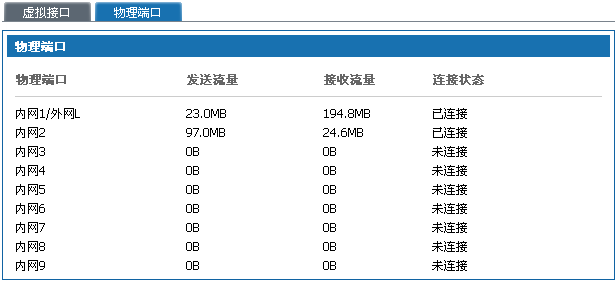 虚拟接口 物理端口
物理端口
物理端口 发送流量 接收流量 连接状态
内网1/外网L 23.0MB 194.8MB 已连接
内网2 97.0MB 24.6MB 已连接
内网3 0B 0B 未连接
内网4 0B 0B 未连接
内网5 0B 0B 未连接
内网6 0B 0B 未连接
内网7 0B 0B 未连接
内网8 0B 0B 未连接
内网9 0B 0B 未连接